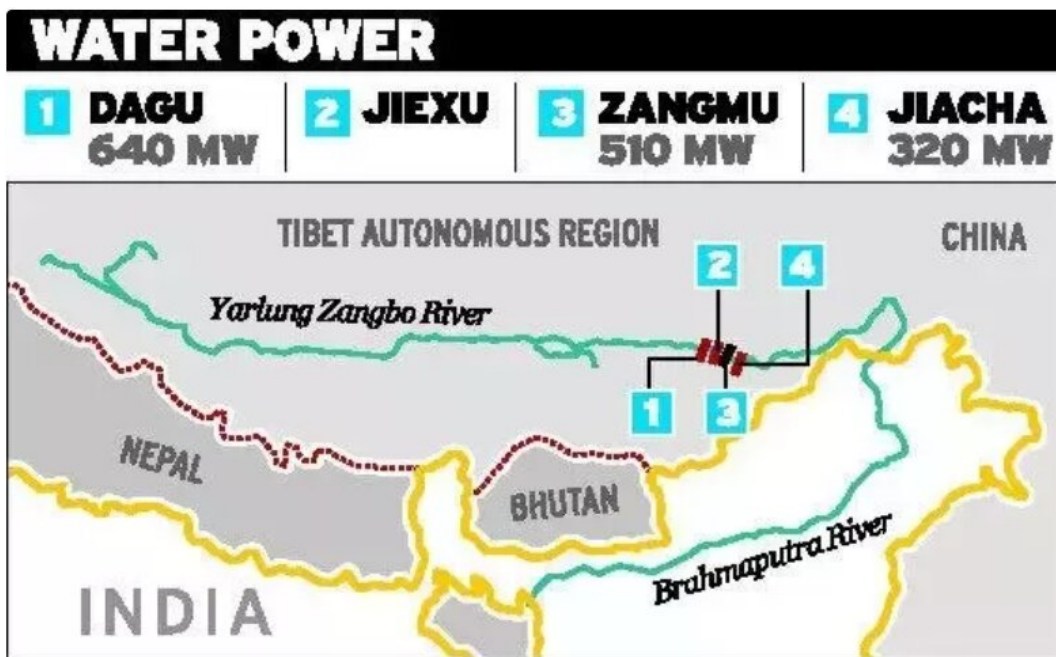 WATER POWER
1 DAGU
640 MW
2 JIEXU
3 ZANGMU
510 MW
4 JIACHA
320 MW
TIBET AUTONOMOUS REGION
CHINA
2
4
Yarlung Zangbo River
1
3
NEPAL
BHUTAN
Brahmaputra River
INDIA